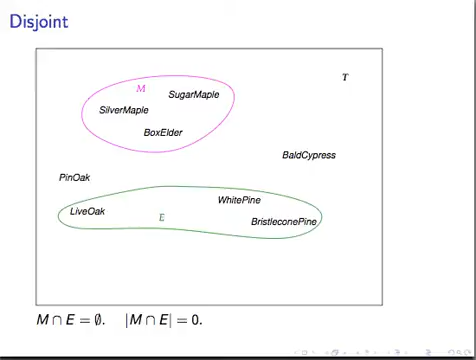 Disjoint
T
M
SugarMaple
SilverMaple
BoxElder
BaldCypress
PinOak
WhitePine
LiveOak
E
BristleconePine
M ∩ E = ∅. |M ∩ E| = 0.